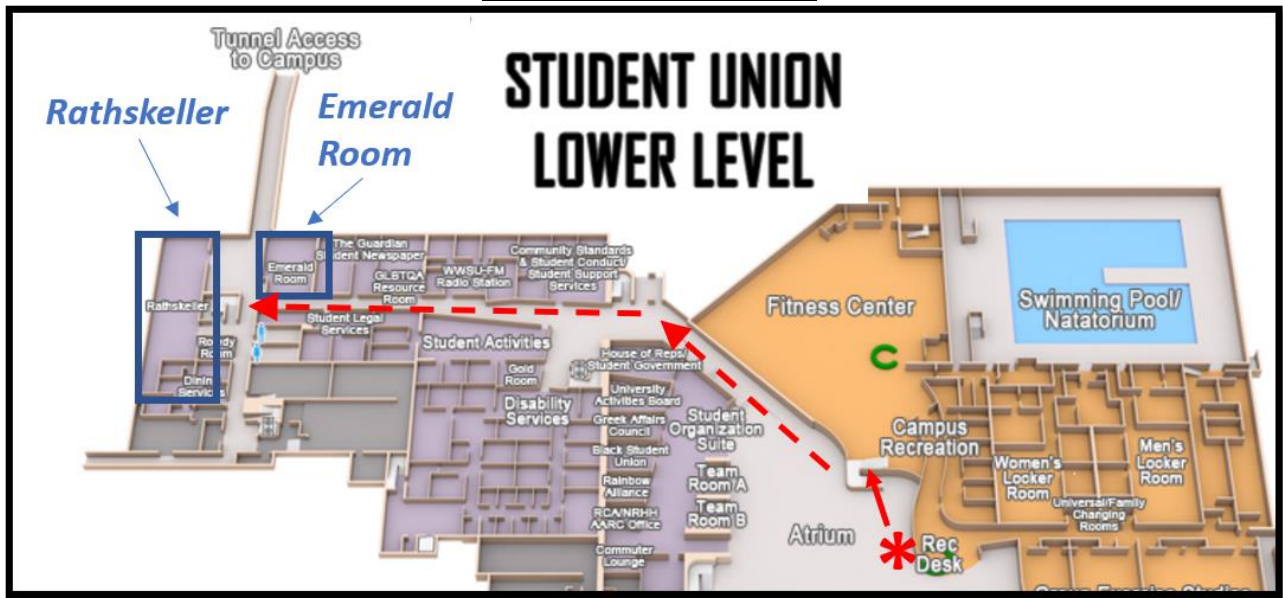 Tunnel Access
to Campus
STUDENT UNION
LOWER LEVEL
Rathskeller
Emerald
Room
The Guardian
Student Newspaper
Emerald
Room
GLBTQA
Resource
Room
WWSU-FM
Radio Station
Community Standards
& Student Conduct/
Student Support
Services
Rathskeller
Rowdy
Room
Dining
Services
Student Legal
Services
Student Activities
Gold
Room
Disability
Services
House of Reps/
Student Government
University
Activities Board
Greek Affairs
Council
Black Student
Union
Rainbow
Alliance
RCA/NRHH
AARC Office
Commuter
Lounge
Student
Organization
Suite
Team
Room A
Team
Room B
Atrium
Fitness Center
Swimming Pool/
Natatorium
Campus
Recreation
Women's
Locker
Room
Men's
Locker
Room
Universal/Family
Changing
Rooms
Rec
Desk
Group Exercise Studios